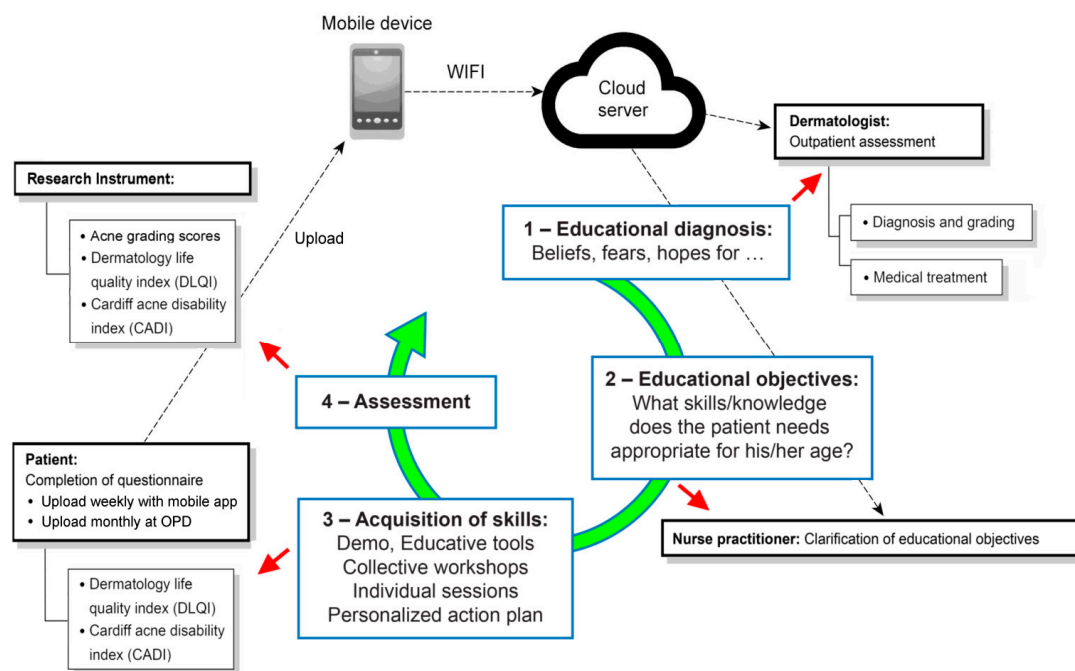 Mobile device
WIFI
Cloud
server
Dermatologist:
Outpatient assessment
• Diagnosis and grading
• Medical treatment
Research Instrument:
• Acne grading scores
• Dermatology life
quality index (DLQI)
• Cardiff acne disability
index (CADI)
Upload
1 – Educational diagnosis:
Beliefs, fears, hopes for …
2 – Educational objectives:
What skills/knowledge
does the patient needs
appropriate for his/her age?
4 – Assessment
Patient:
Completion of questionnaire
• Upload weekly with mobile app
• Upload monthly at OPD
3 – Acquisition of skills:
Demo, Educative tools
Collective workshops
Individual sessions
Personalized action plan
Nurse practitioner: Clarification of educational objectives
• Dermatology life
quality index (DLQI)
• Cardiff acne disability
index (CADI)